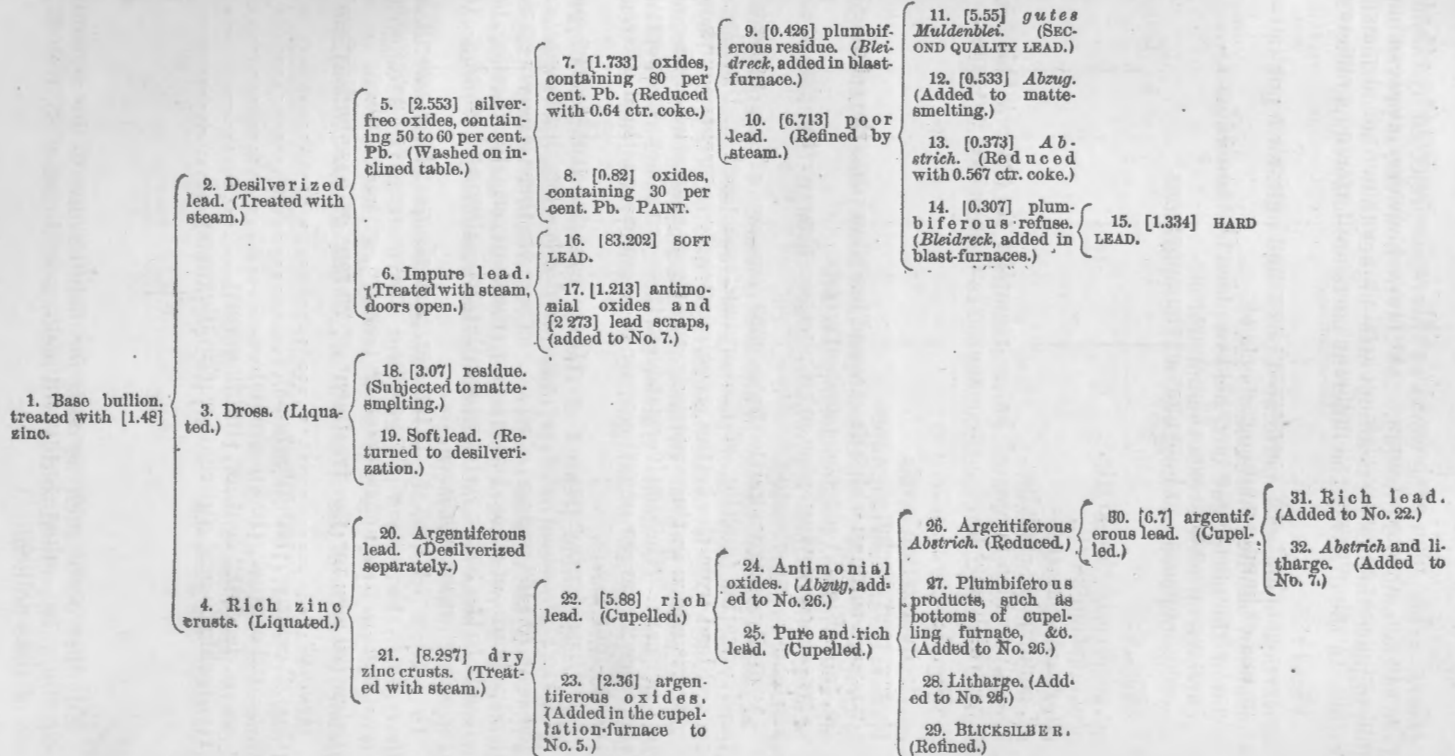 1. Base bullion.
treated with [1.48]
zinc.
2. Desilverized
lead. (Treated with
steam.)
3. Dross. (Liqua-
ted.)
4. Rich zinc
crusts. (Liquated.)
5. [2.553] silver-
free oxides, contain-
ing 50 to 60 per cent.
Pb. (Washed on in-
clined table.)
6. Impure lead.
(Treated with steam,
doors open.)
7. [1.733] oxides,
containing 80 per
cent. Pb. (Reduced
with 0.64 ctr. coke.)
8. [0.82] oxides,
containing 30 per
cent. Pb. PAINT.
9. [0.426] plumbif-
erous residue. (Blei-
dreck, added in blast-
furnace.)
10. [6.713] poor
lead. (Refined by
steam.)
11. [5.55] gutes
Muldenblei. (SEC-
OND QUALITY LEAD.)
12. [0.533] Abzug.
(Added to matte-
smelting.)
13. [0.373] Ab-
strich. (Reduced
with 0.567 ctr. coke.)
14. [0.307] plum-
biferous refuse.
(Bleidreck, added in
blast-furnaces.)
15. [1.334] HARD
LEAD.
16. [83.202] SOFT
LEAD.
17. [1.213] antimo-
nial oxides and
[2 273] lead scraps,
(added to No. 7.)
18. [3.07] residue.
(Subjected to matte-
smelting.)
19. Soft lead. (Re-
turned to desilveri-
zation.)
20. Argentiferous
lead. (Desilverized
separately.)
21. [8.287] dry
zinc crusts. (Treat-
ed with steam.)
22. [5.88] rich
lead. (Cupelled.)
23. [2.36] argen-
tiferous oxides.
(Added in the cupel-
lation-furnace to
No. 5.)
24. Antimonial
oxides. (Abzug, add-
ed to No. 26.)
25. Pure and rich
lead. (Cupelled.)
26. Argentiferous
Abstrich. (Reduced.)
27. Plumbiferous
products, such as
bottoms of cupel-
ling furnace, &c.
(Added to No. 26.)
28. Litharge. (Add-
ed to No. 26.)
29. BLICKSILBER.
(Refined.)
30. [6.7] argentif-
erous lead. (Cupel-
led.)
31. Rich lead.
(Added to No. 22.)
32. Abstrich and li-
tharge. (Added to
No. 7.)